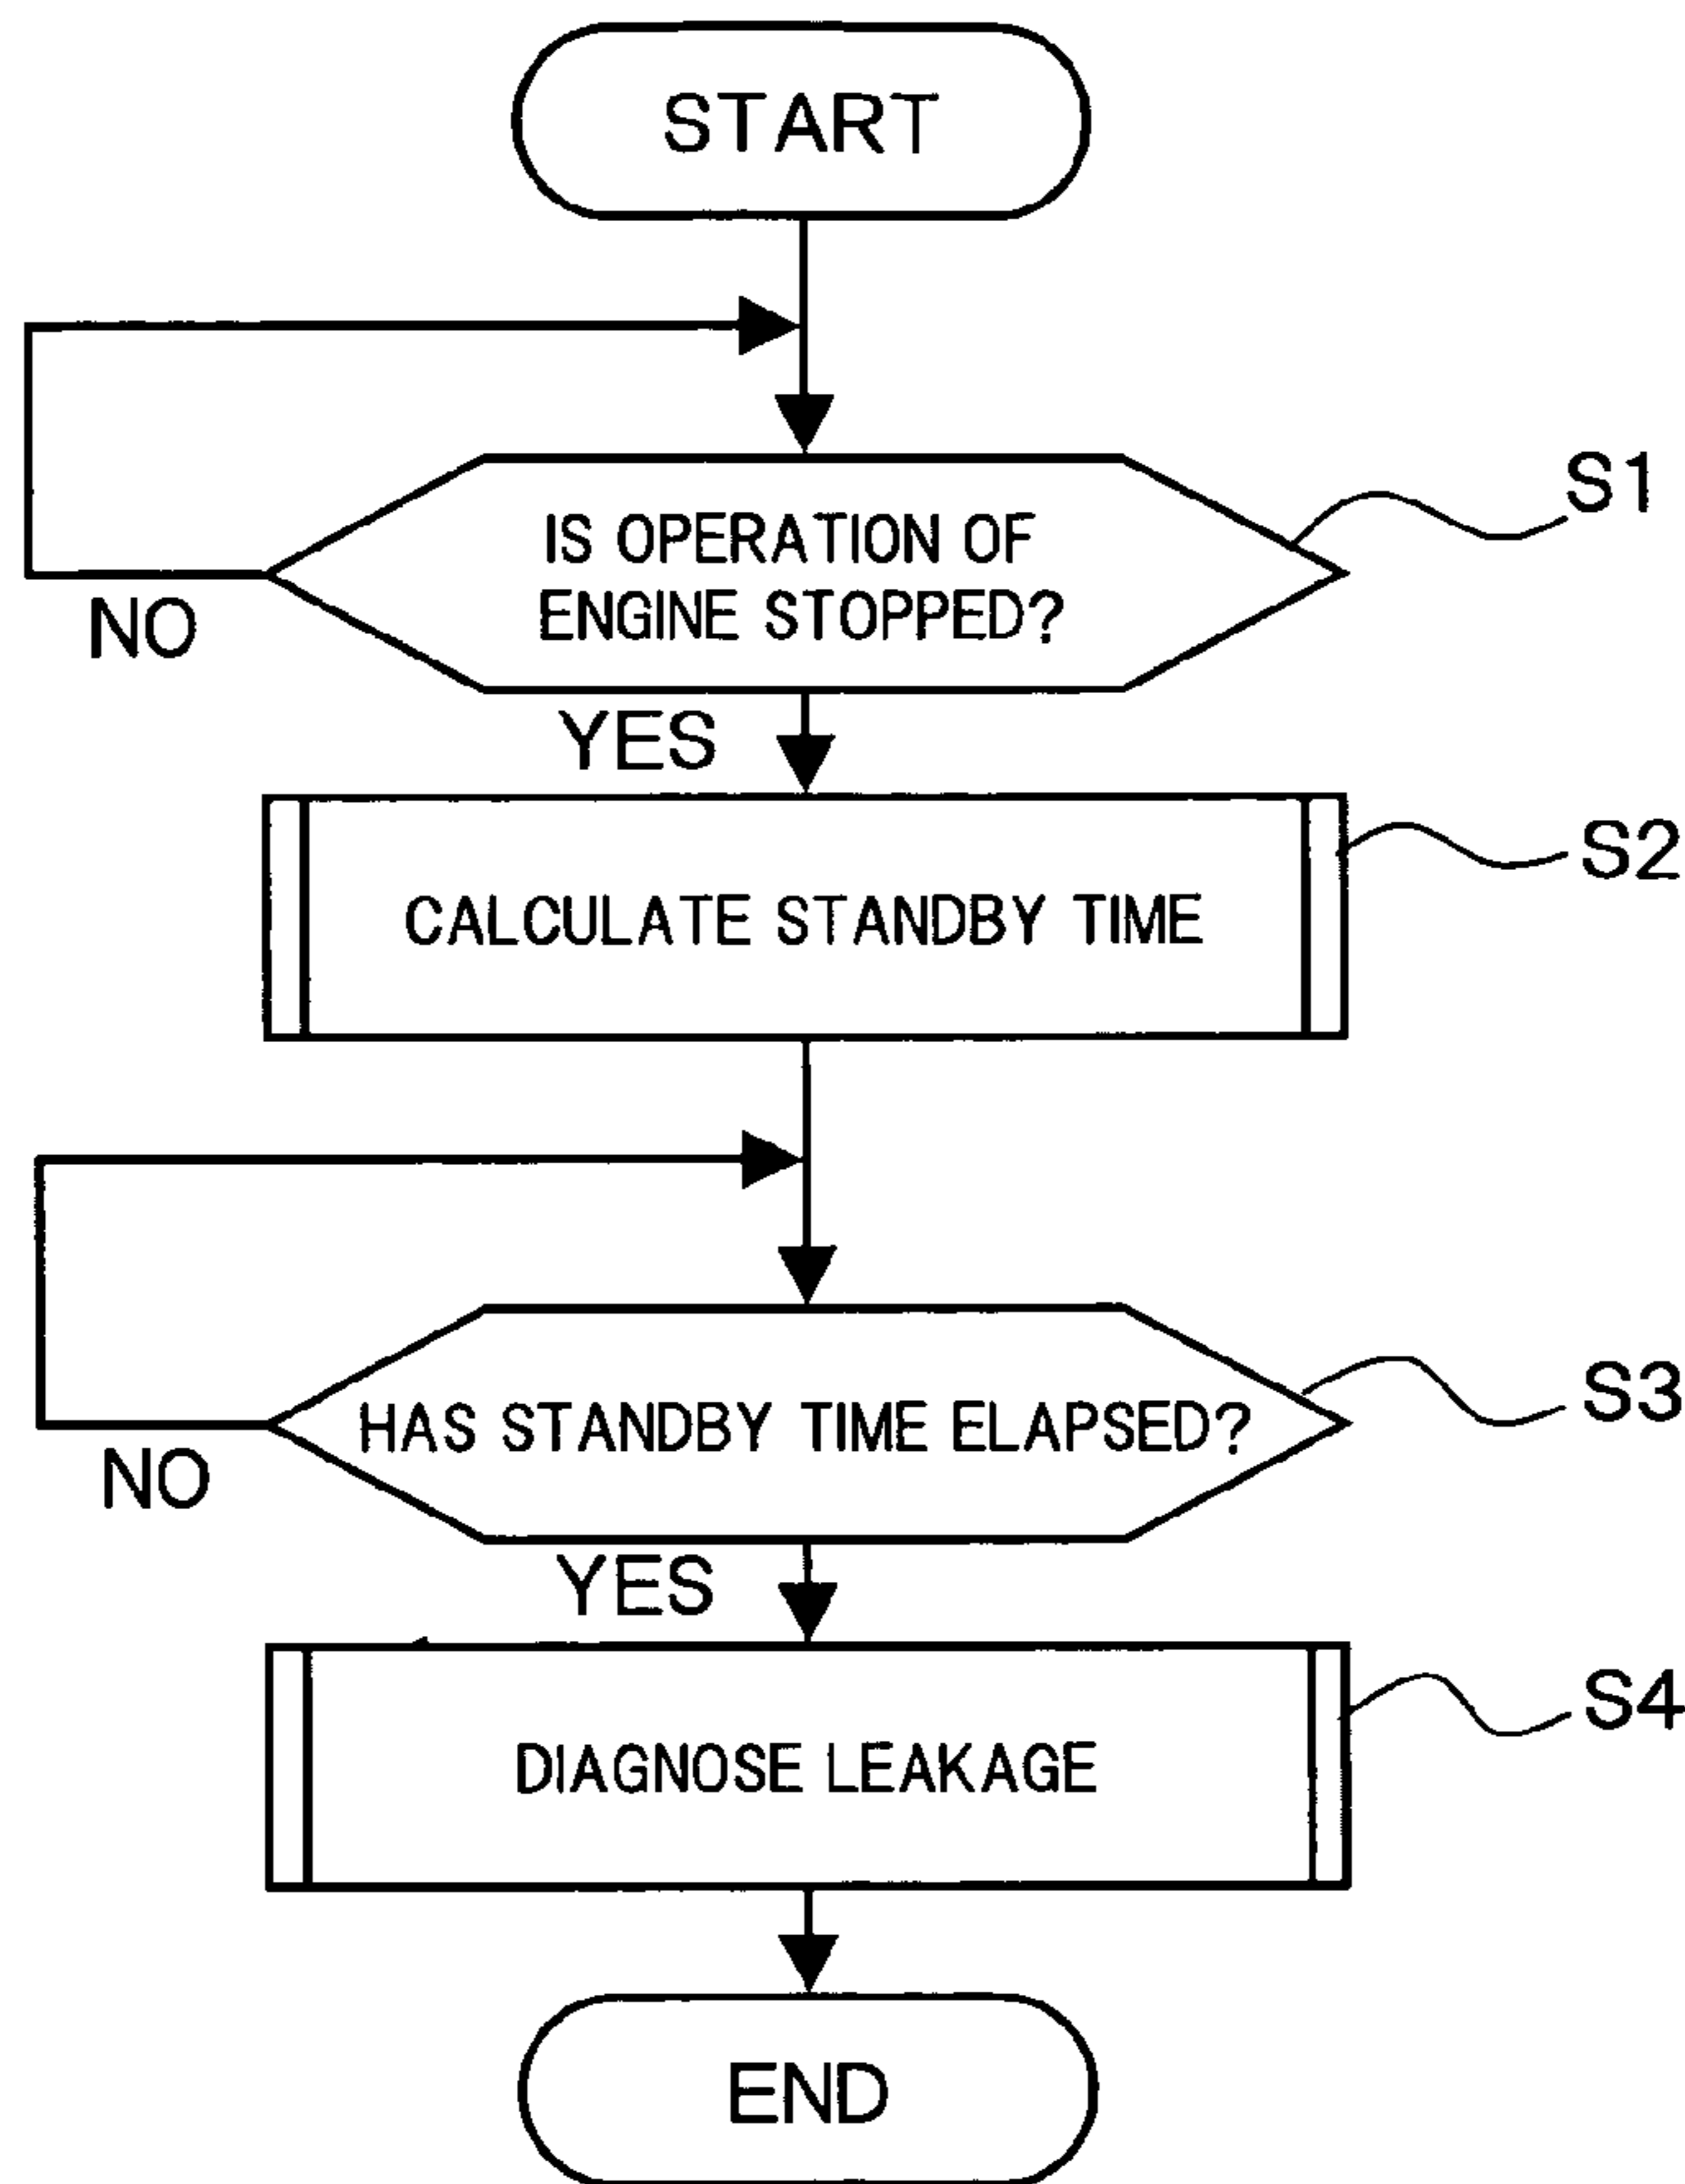 START
IS OPERATION OF
ENGINE STOPPED?
S1
NO
YES
CALCULATE STANDBY TIME
S2
HAS STANDBY TIME ELAPSED?
S3
NO
YES
DIAGNOSE LEAKAGE
S4
END